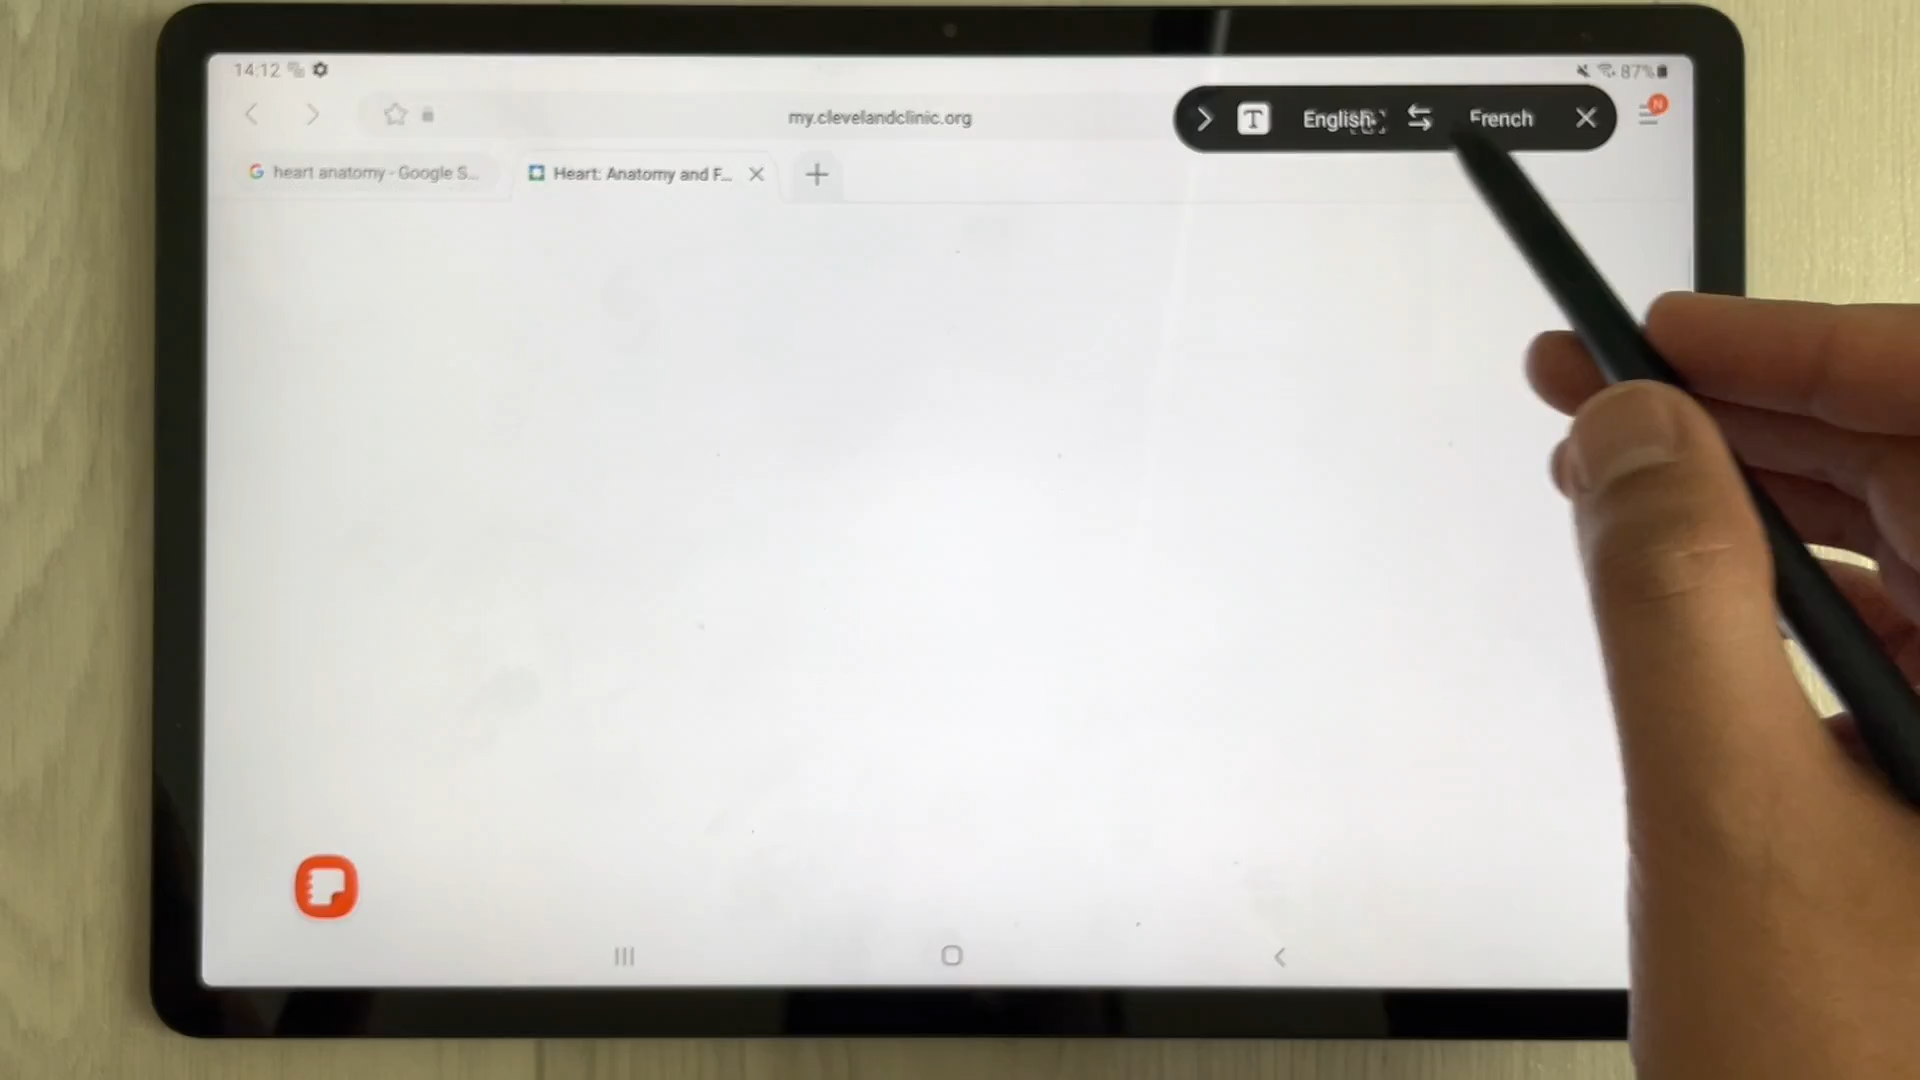 14:12
87%
my.clevelandclinic.org
T English French
N
heart anatomy - Google S...
Heart: Anatomy and F...